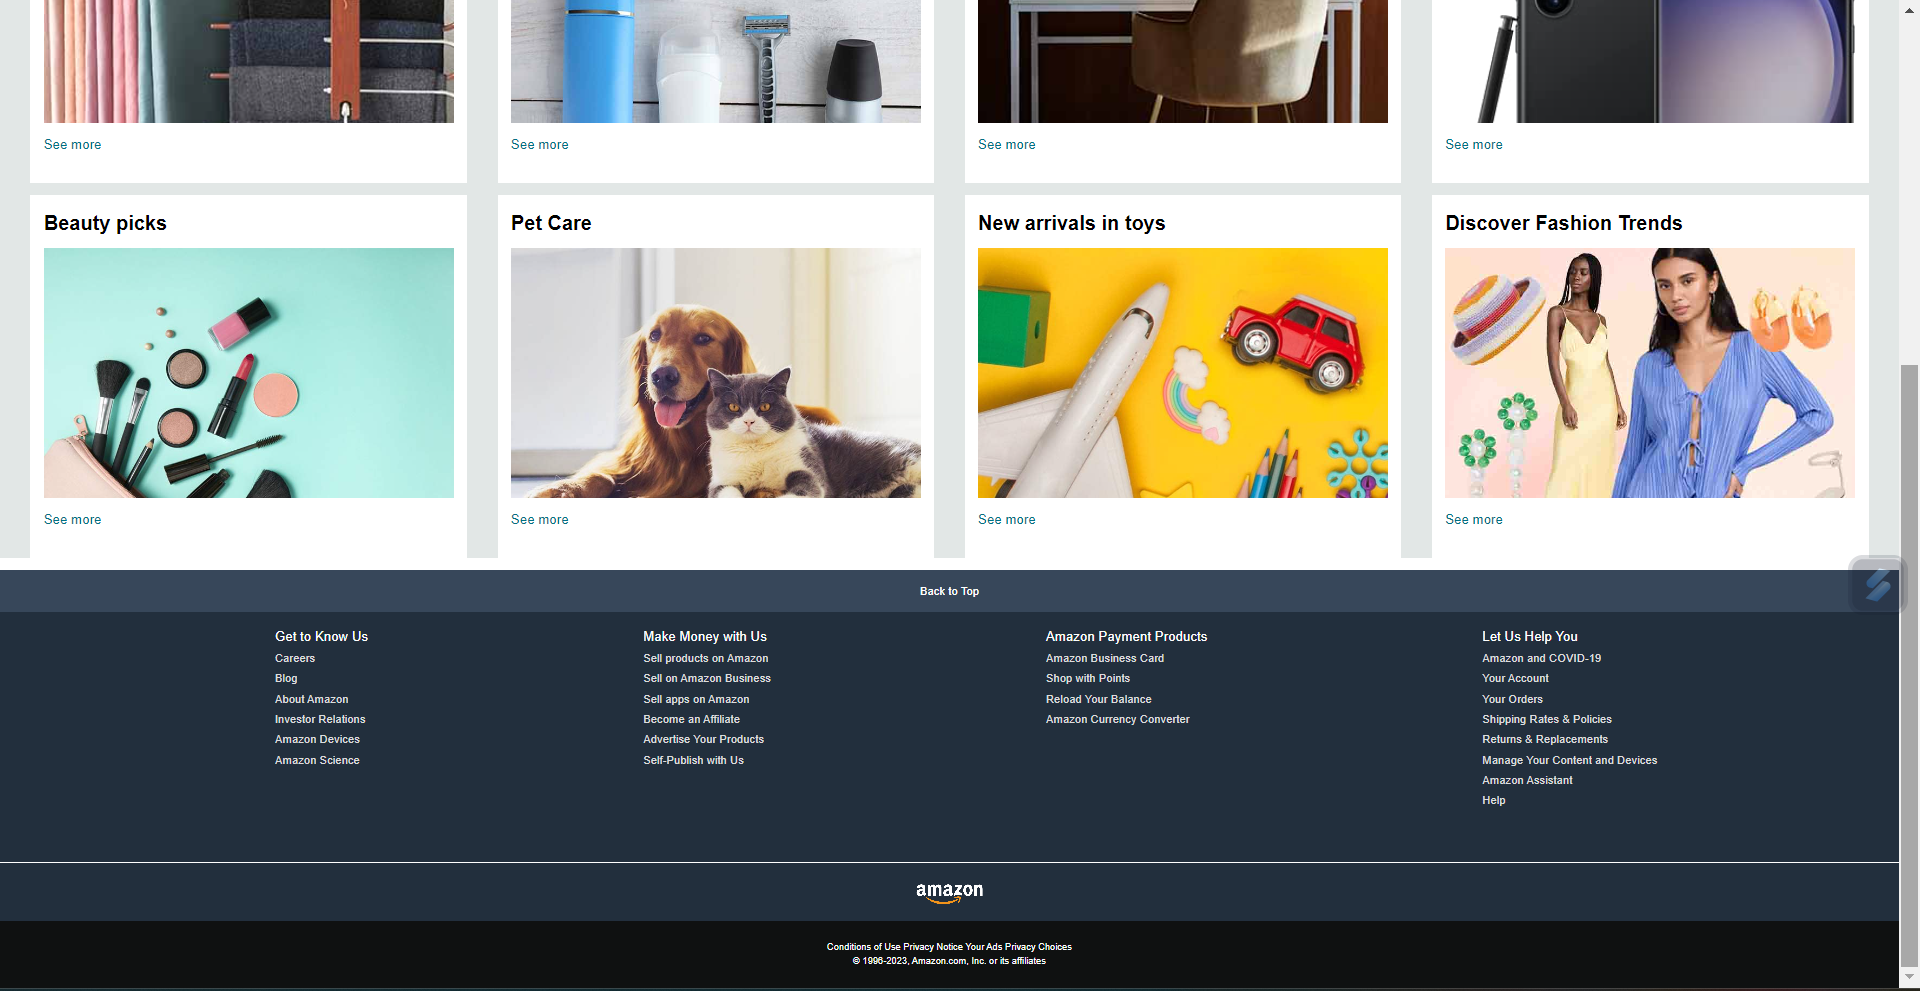 See more
See more
See more
See more
Beauty picks
Pet Care
New arrivals in toys
Discover Fashion Trends
See more
See more
See more
See more
Back to Top
Get to Know Us
Careers
Blog
About Amazon
Investor Relations
Amazon Devices
Amazon Science
Make Money with Us
Sell products on Amazon
Sell on Amazon Business
Sell apps on Amazon
Become an Affiliate
Advertise Your Products
Self-Publish with Us
Amazon Payment Products
Amazon Business Card
Shop with Points
Reload Your Balance
Amazon Currency Converter
Let Us Help You
Amazon and COVID-19
Your Account
Your Orders
Shipping Rates & Policies
Returns & Replacements
Manage Your Content and Devices
Amazon Assistant
Help
amazon
Conditions of Use Privacy Notice Your Ads Privacy Choices
© 1996-2023, Amazon.com, Inc. or its affiliates